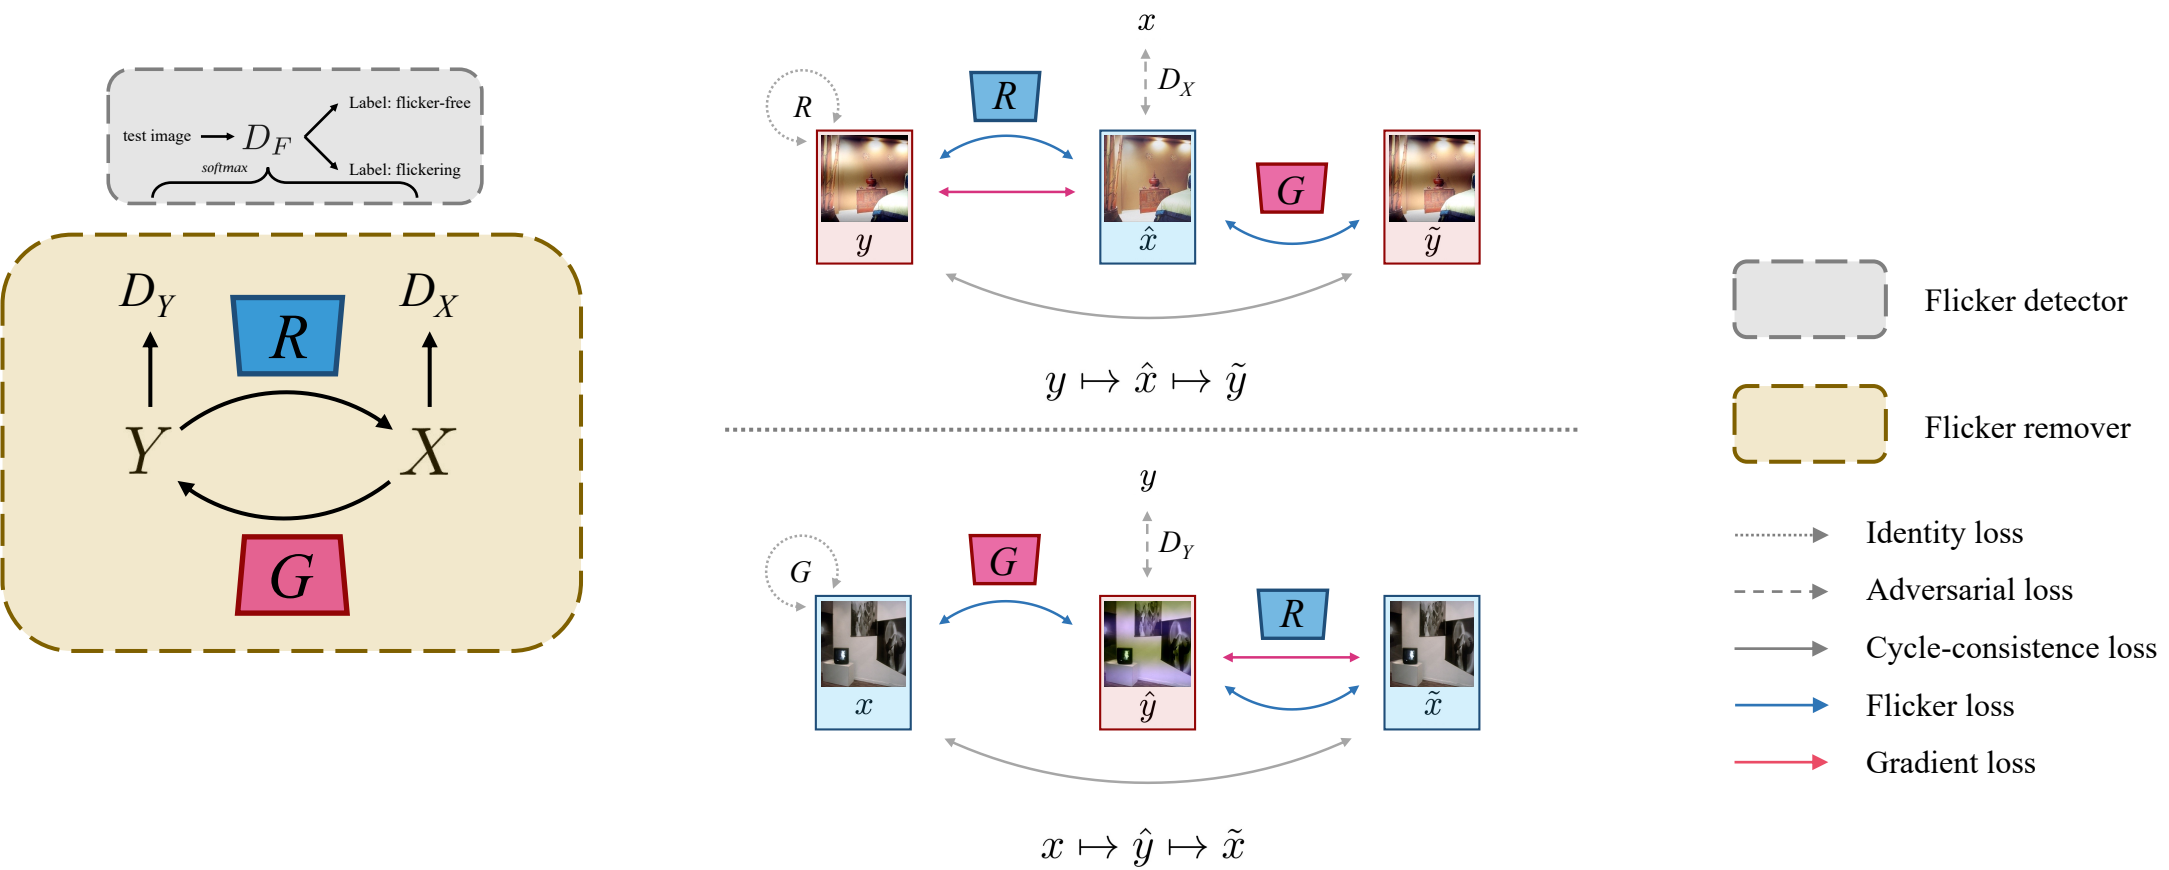 test image
D_F
softmax
Label: flicker-free
Label: flickering
D_Y
R
D_X
Y
X
G
x
D_X
R
R
G
y
x̂
ỹ
y ↦ x̂ ↦ ỹ
y
D_Y
G
G
R
x
ŷ
x̃
x ↦ ŷ ↦ x̃
Flicker detector
Flicker remover
Identity loss
Adversarial loss
Cycle-consistence loss
Flicker loss
Gradient loss